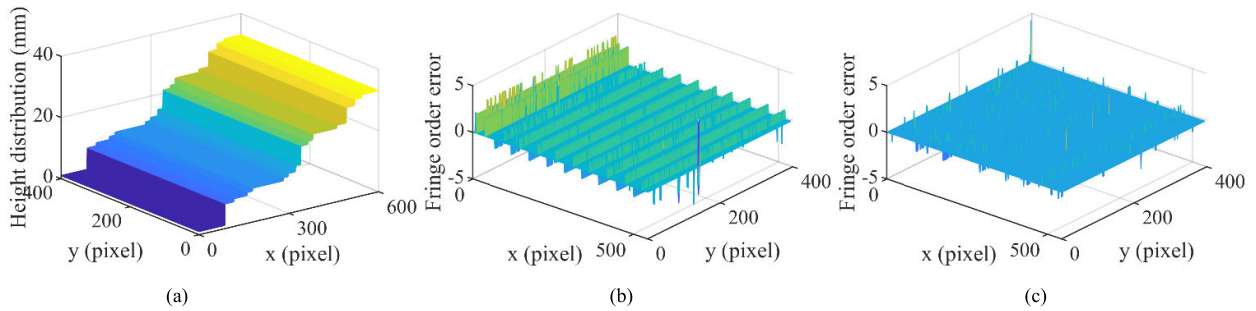 Height distribution (mm)
40
20
0
400
200
0
0
300
600
y (pixel)
x (pixel)
(a)
Fringe order error
5
0
-5
0
500
0
200
400
x (pixel)
y (pixel)
(b)
Fringe order error
5
0
-5
0
500
0
200
400
x (pixel)
y (pixel)
(c)